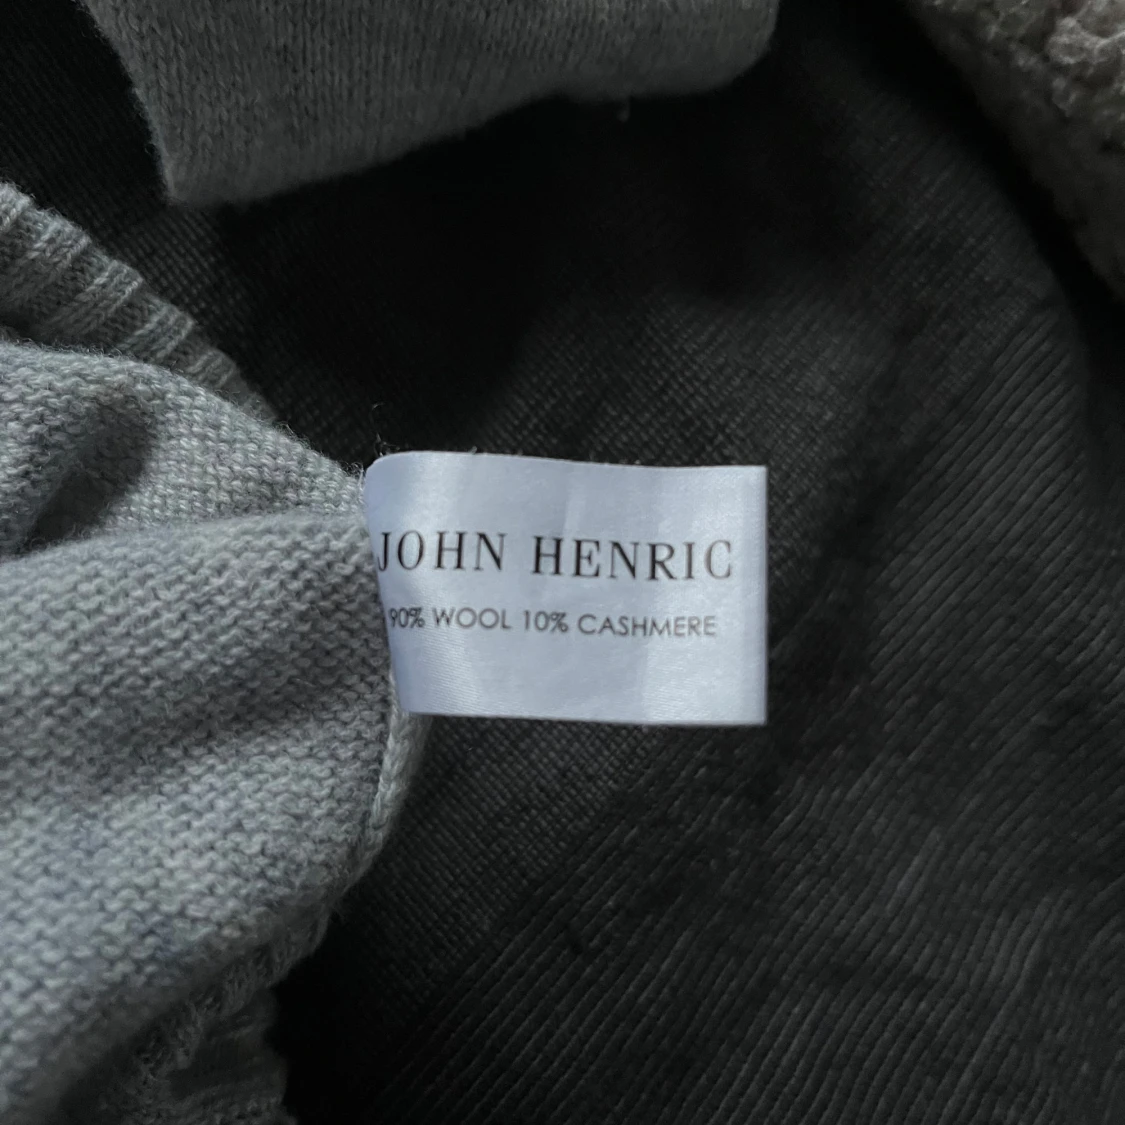 JOHN HENRIC
90% WOOL 10% CASHMERE